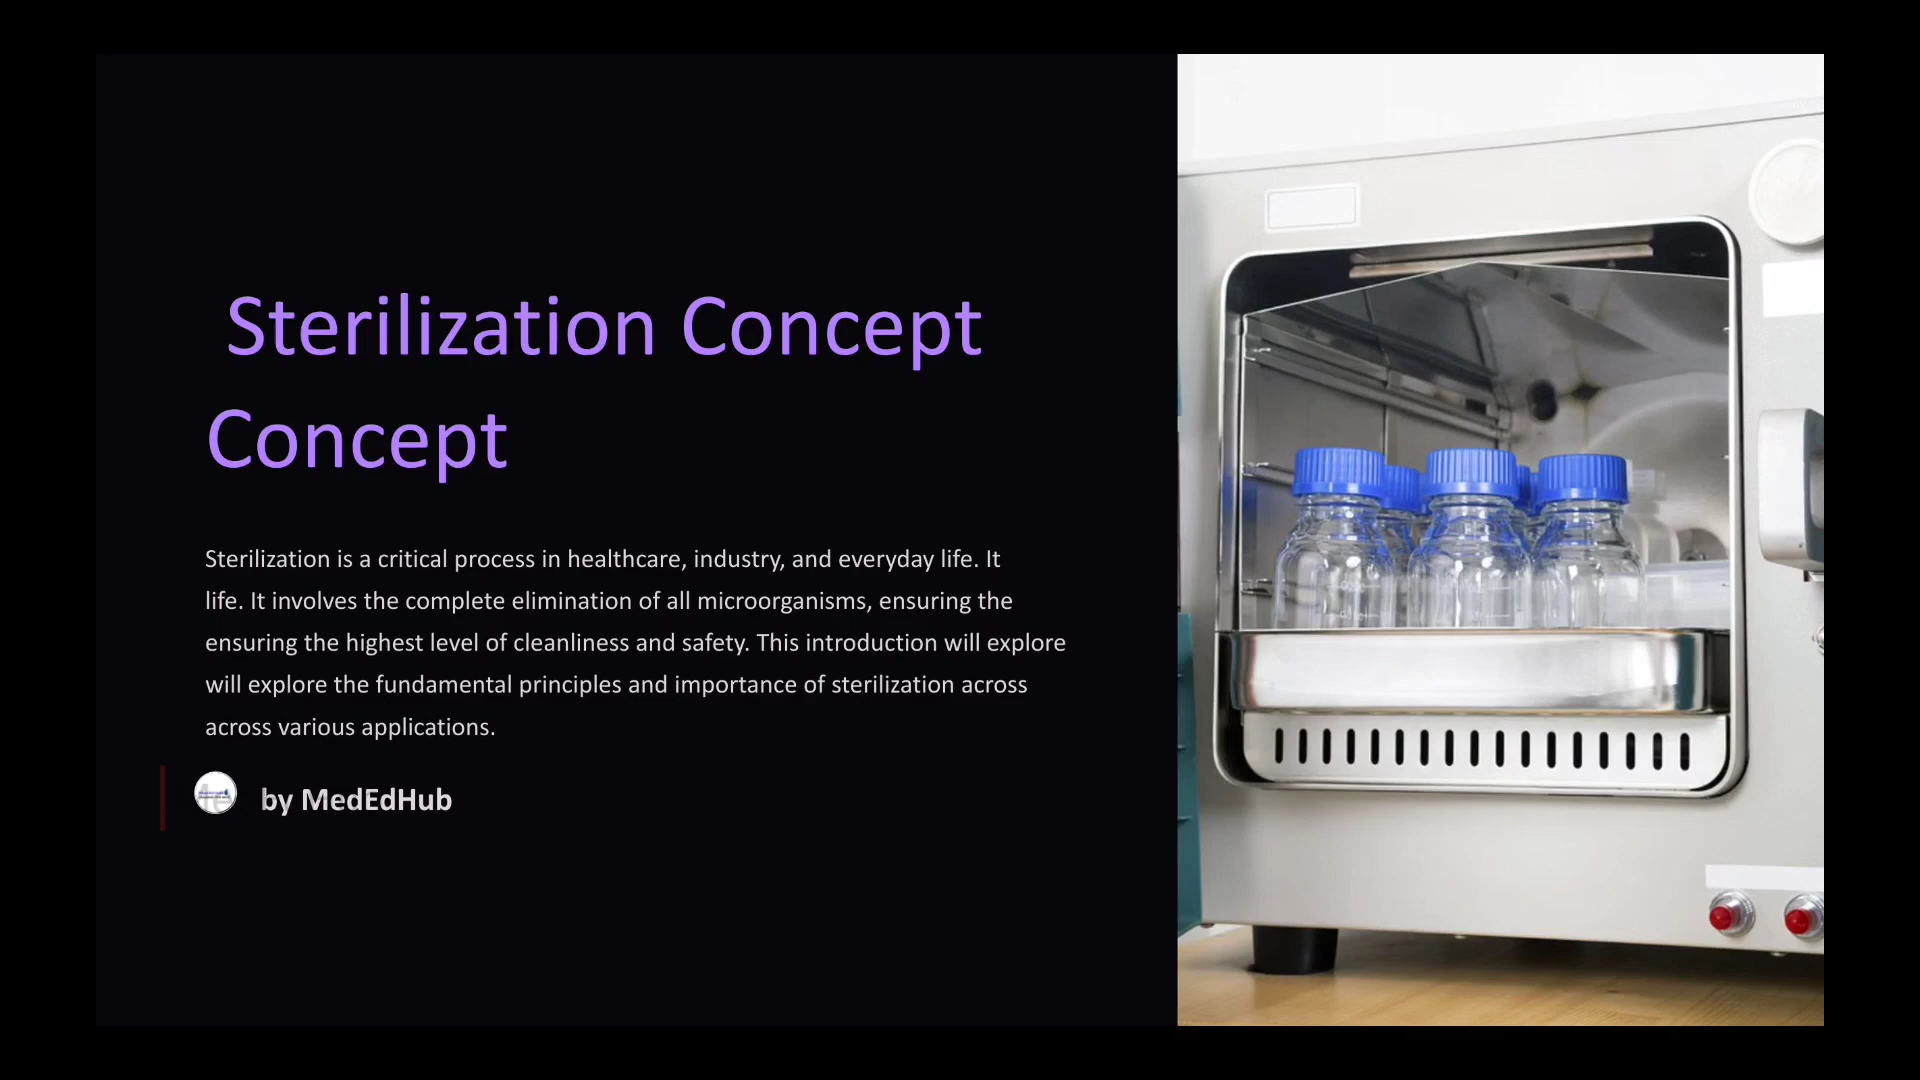 Sterilization Concept
Concept
Sterilization is a critical process in healthcare, industry, and everyday life. It
life. It involves the complete elimination of all microorganisms, ensuring the
ensuring the highest level of cleanliness and safety. This introduction will explore
will explore the fundamental principles and importance of sterilization across
across various applications.
by MedEdHub